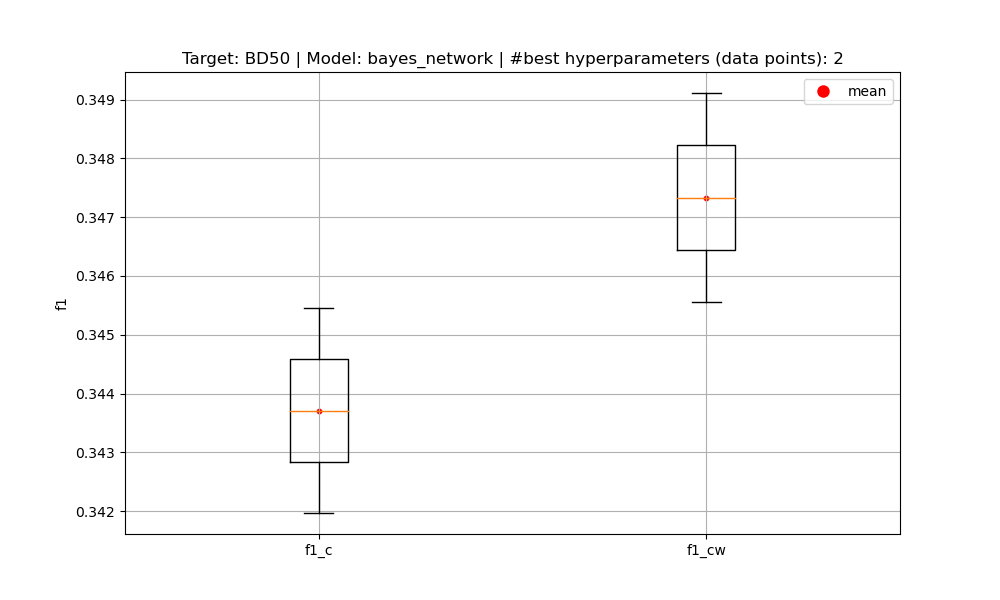 Target: BD50 | Model: bayes_network | #best hyperparameters (data points): 2
mean
0.349
0.348
0.347
0.346
0.345
0.344
0.343
0.342
f1
f1_c
f1_cw